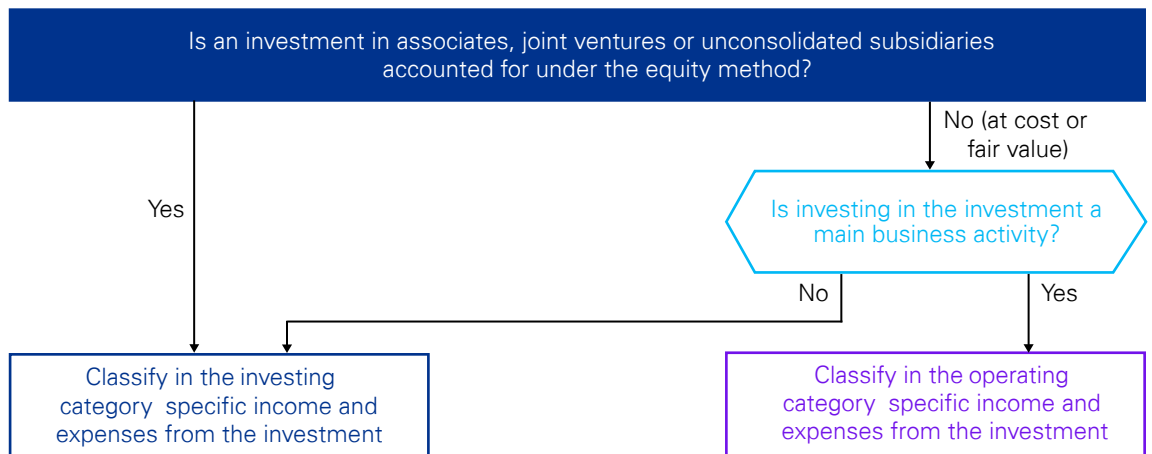 Is an investment in associates, joint ventures or unconsolidated subsidiaries
accounted for under the equity method?
No (at cost or
fair value)
Yes
Is investing in the investment a
main business activity?
No
Yes
Classify in the investing
category specific income and
expenses from the investment
Classify in the operating
category specific income and
expenses from the investment